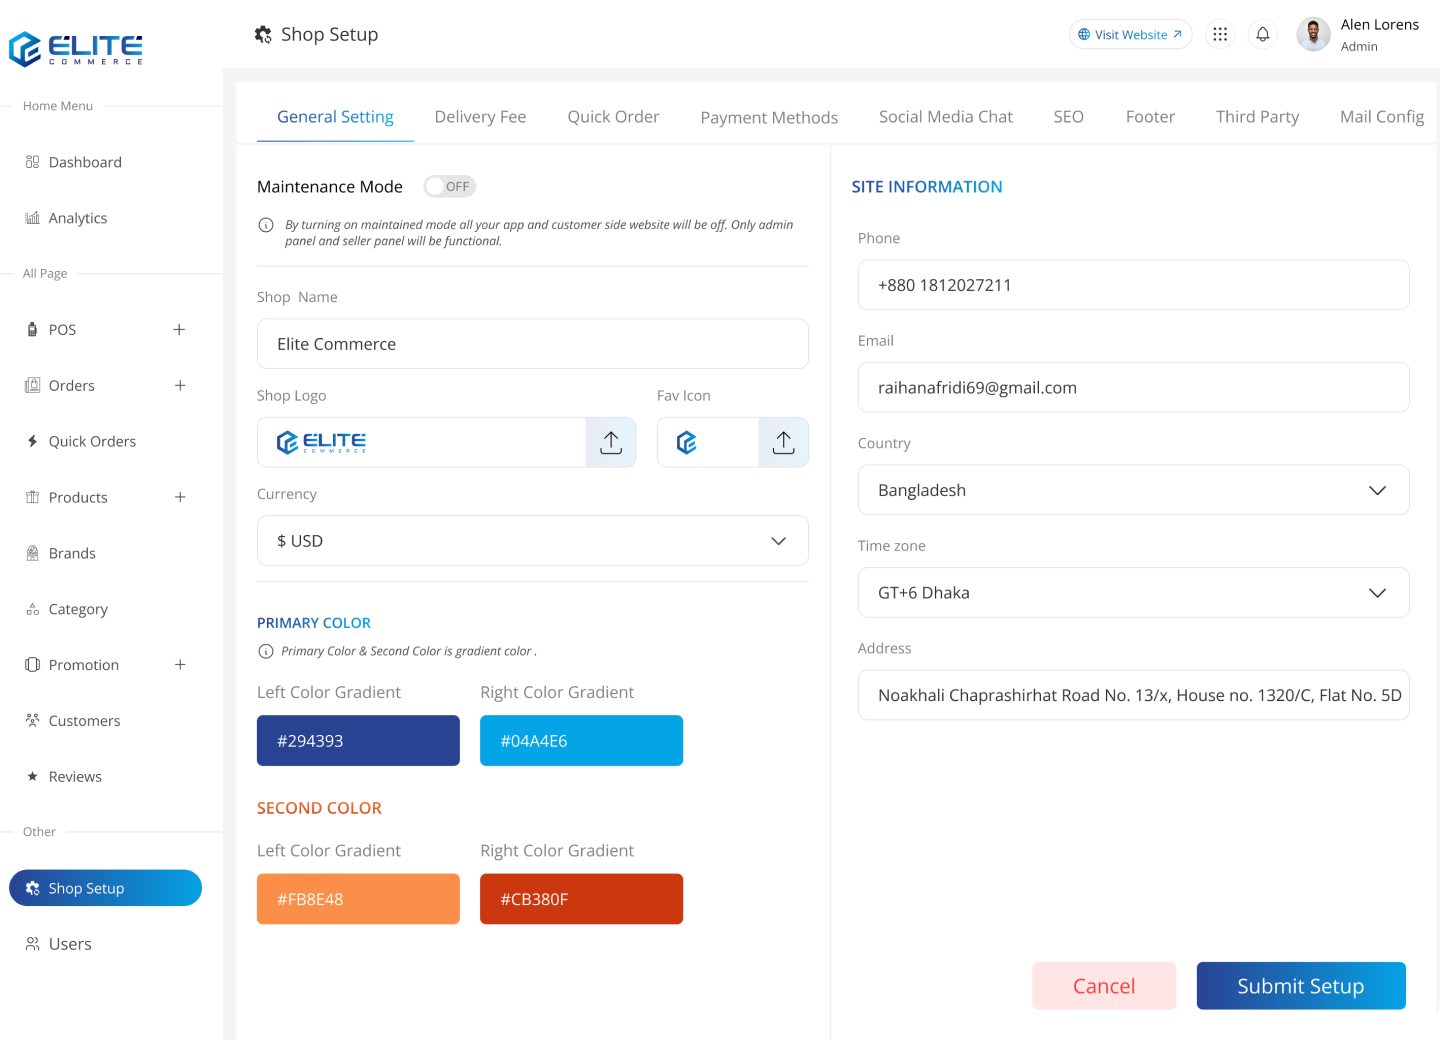 ELITE
COMMERCE
Home Menu
Dashboard
Analytics
All Page
POS
Orders
Quick Orders
Products
Brands
Category
Promotion
Customers
Reviews
Other
Shop Setup
Users
Shop Setup
Visit Website
Alen Lorens
Admin
General Setting
Delivery Fee
Quick Order
Payment Methods
Social Media Chat
SEO
Footer
Third Party
Mail Config
Maintenance Mode
OFF
By turning on maintained mode all your app and customer side website will be off. Only admin
panel and seller panel will be functional.
Shop Name
Elite Commerce
Shop Logo
ELITE
COMMERCE
Fav Icon
Currency
$ USD
PRIMARY COLOR
Primary Color & Second Color is gradient color .
Left Color Gradient
Right Color Gradient
#294393
#04A4E6
SECOND COLOR
Left Color Gradient
Right Color Gradient
#FB8E48
#CB380F
SITE INFORMATION
Phone
+880 1812027211
Email
raihanafridi69@gmail.com
Country
Bangladesh
Time zone
GT+6 Dhaka
Address
Noakhali Chaprashirhat Road No. 13/x, House no. 1320/C, Flat No. 5D
Cancel
Submit Setup